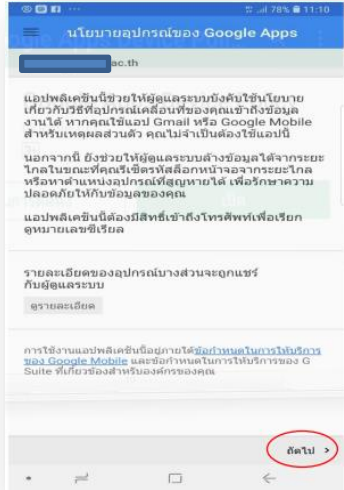 78% 11:10
นโยบายอุปกรณ์ของ Google Apps
ac.th
แอปพลิเคชันนี้ช่วยให้ผู้ดูแลระบบบังคับใช้นโยบาย
เกี่ยวกับวิธีที่อุปกรณ์เคลื่อนที่ของคุณเข้าถึงข้อมูล
งานได้ หากคุณใช้แอป Gmail หรือ Google Mobile
สำหรับเหตุผลส่วนตัว คุณไม่จำเป็นต้องใช้แอปนี้
นอกจากนี้ ยังช่วยให้ผู้ดูแลระบบล้างข้อมูลได้จากระยะ
ไกลในขณะที่คุณรีเซ็ตรหัสล็อกหน้าจอจากระยะไกล
หรือหาตำแหน่งอุปกรณ์ที่สูญหายได้ เพื่อรักษาความ
ปลอดภัยให้กับข้อมูลของคุณ
แอปพลิเคชันนี้ต้องมีสิทธิ์เข้าถึงโทรศัพท์เพื่อเรียก
ดูหมายเลขซีเรียล
รายละเอียดของอุปกรณ์บางส่วนจะถูกแชร์
กับผู้ดูแลระบบ
ดูรายละเอียด
การใช้งานแอปพลิเคชันนี้อยู่ภายใต้ข้อกำหนดในการให้บริการ
ของ Google Mobile และข้อกำหนดในการให้บริการของ G
Suite ที่เกี่ยวข้องสำหรับองค์กรของคุณ
ถัดไป >